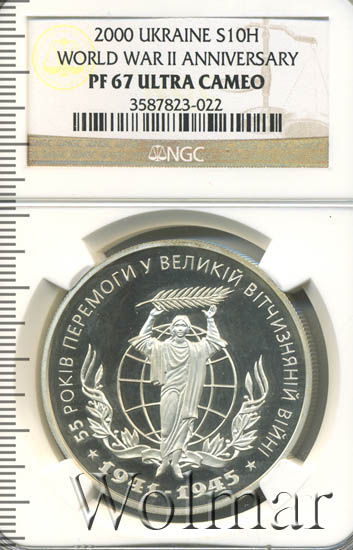 2000 UKRAINE S10H
WORLD WAR II ANNIVERSARY
PF 67 ULTRA CAMEO
3587823-022
NGC
55 РОКІВ ПЕРЕМОГИ У ВЕЛИКІЙ ВІТЧИЗНЯНІЙ ВІЙНІ
1941-1945
Wolmar